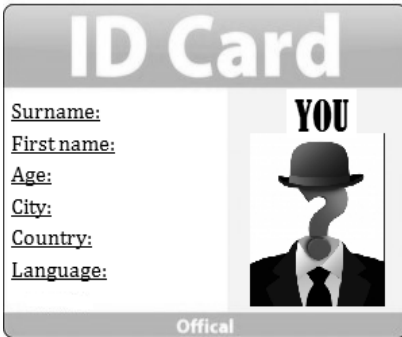 ID Card
YOU
Surname:
First name:
Age:
City:
Country:
Language:
Offical